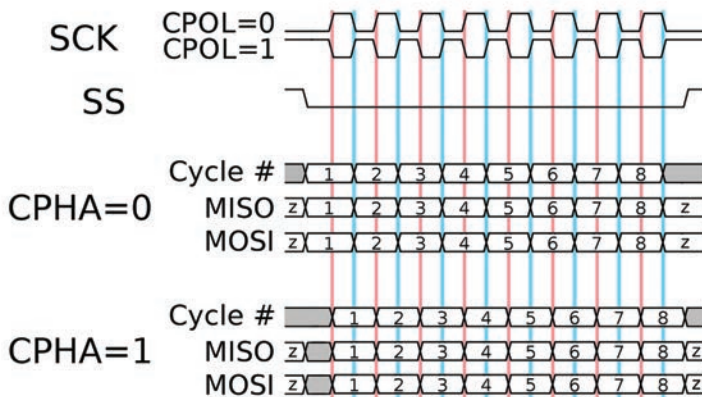 SCK CPOL=0
CPOL=1
SS
CPHA=0
Cycle # 1 2 3 4 5 6 7 8
MISO z 1 2 3 4 5 6 7 8 z
MOSI z 1 2 3 4 5 6 7 8 z
CPHA=1
Cycle # 1 2 3 4 5 6 7 8
MISO z 1 2 3 4 5 6 7 8 z
MOSI z 1 2 3 4 5 6 7 8 z